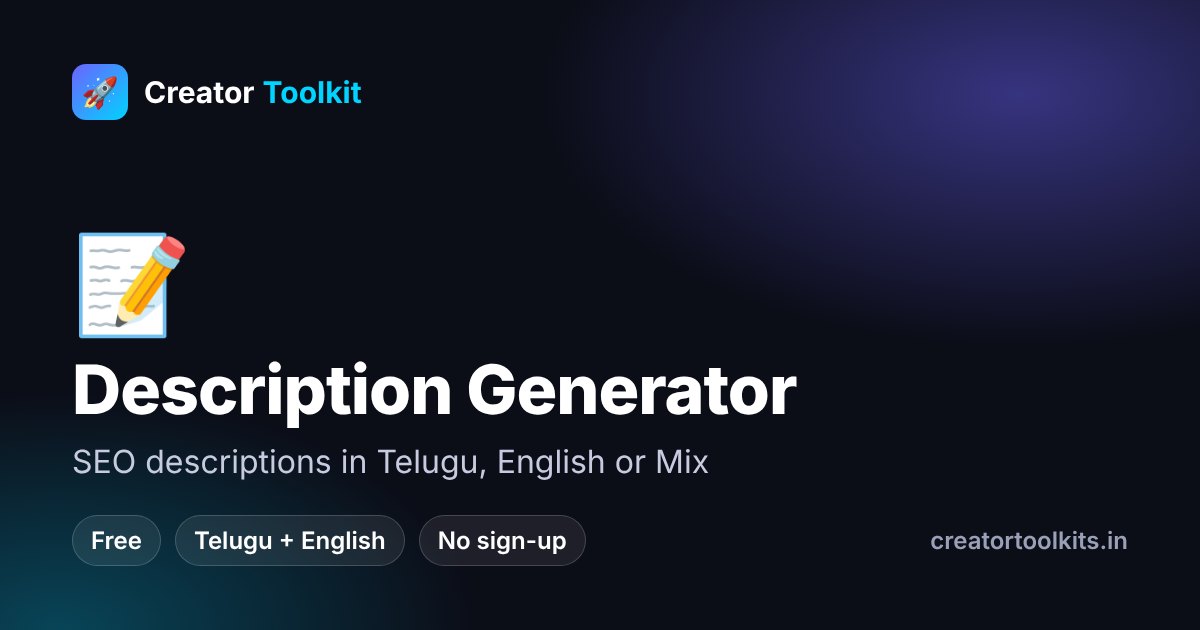 Creator Toolkit
Description Generator
SEO descriptions in Telugu, English or Mix
Free
Telugu + English
No sign-up
creatortoolkits.in